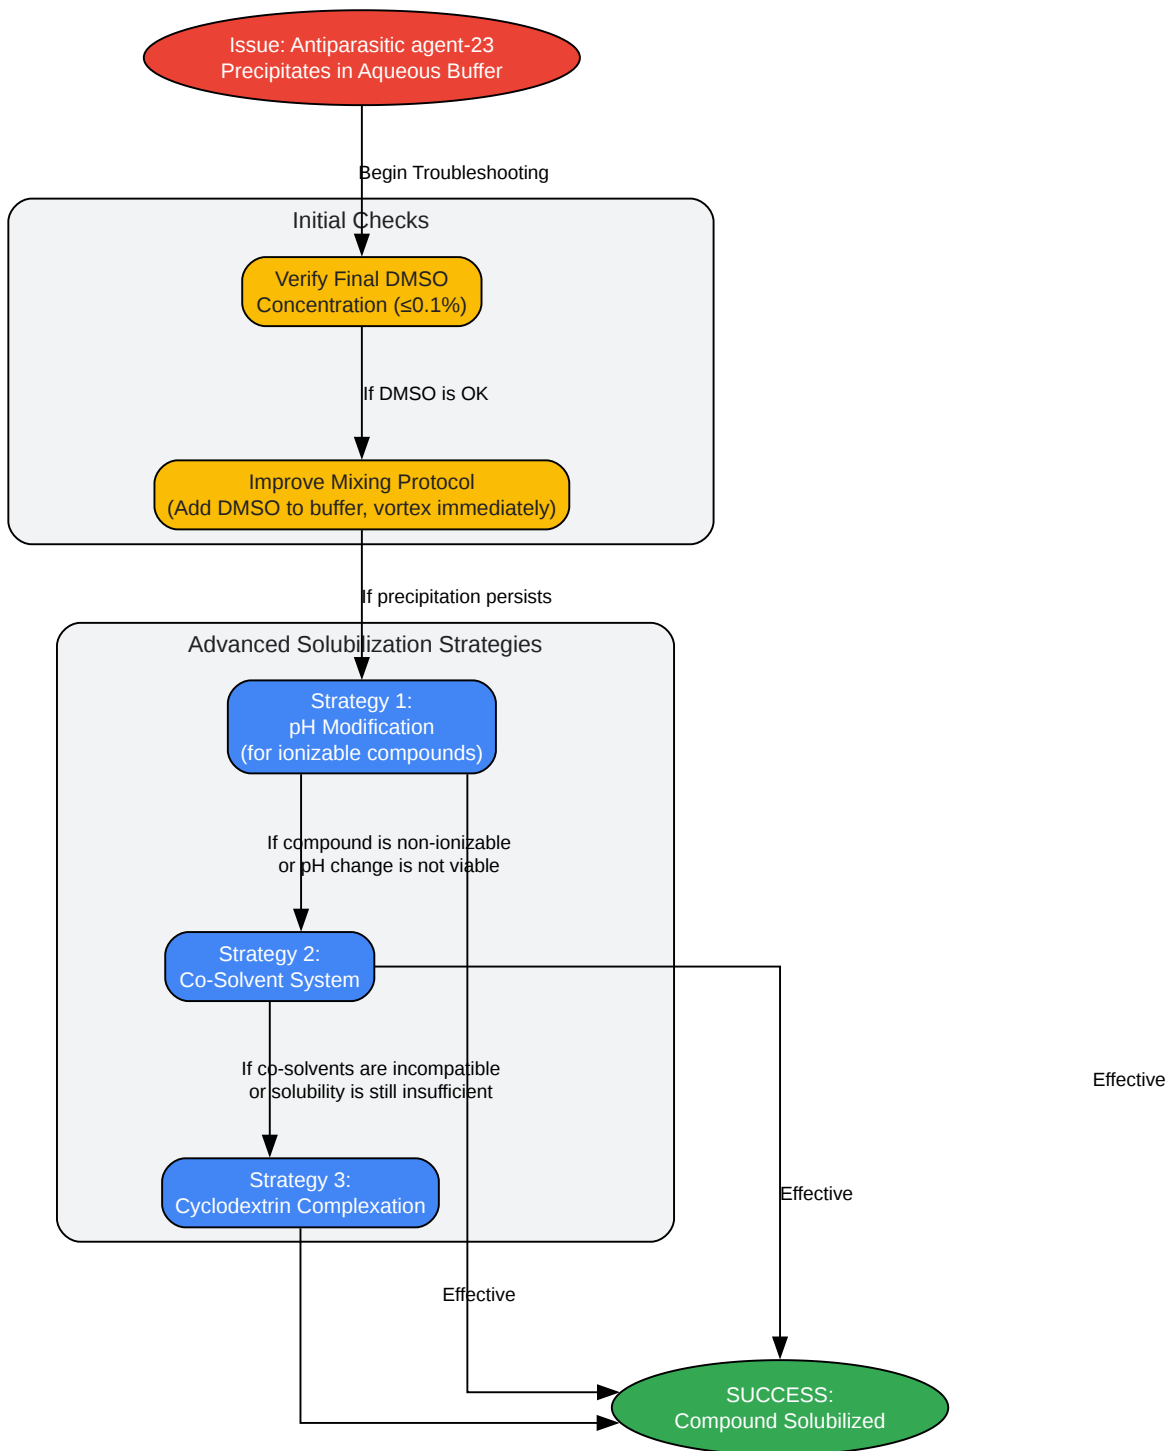 Issue: Antiparasitic agent-23
Precipitates in Aqueous Buffer
Begin Troubleshooting
Initial Checks
Verify Final DMSO
Concentration (≤0.1%)
If DMSO is OK
Improve Mixing Protocol
(Add DMSO to buffer, vortex immediately)
If precipitation persists
Advanced Solubilization Strategies
Strategy 1:
pH Modification
(for ionizable compounds)
If compound is non-ionizable
or pH change is not viable
Strategy 2:
Co-Solvent System
If co-solvents are incompatible
or solubility is still insufficient
Effective
Strategy 3:
Cyclodextrin Complexation
Effective
Effective
SUCCESS:
Compound Solubilized